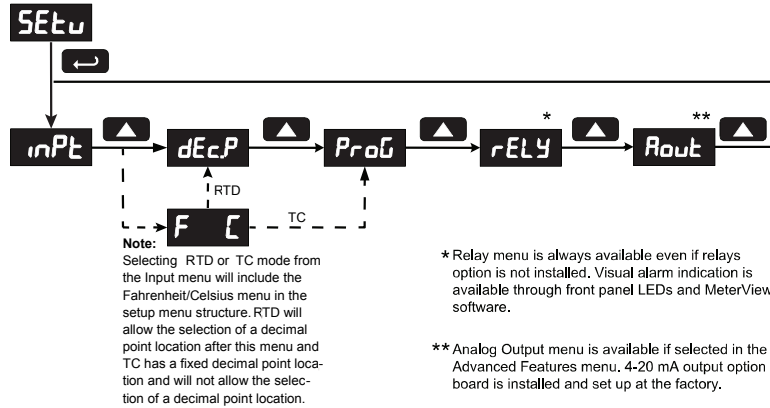 SEtu
inPt
dEc.P
ProG
rELY
*
Aout
**
RTD
F C
TC
Note:
Selecting RTD or TC mode from
the Input menu will include the
Fahrenheit/Celsius menu in the
setup menu structure. RTD will
allow the selection of a decimal
point location after this menu and
TC has a fixed decimal point loca-
tion and will not allow the selec-
tion of a decimal point location.
* Relay menu is always available even if relays
option is not installed. Visual alarm indication is
available through front panel LEDs and MeterView
software.
** Analog Output menu is available if selected in the
Advanced Features menu. 4-20 mA output option
board is installed and set up at the factory.